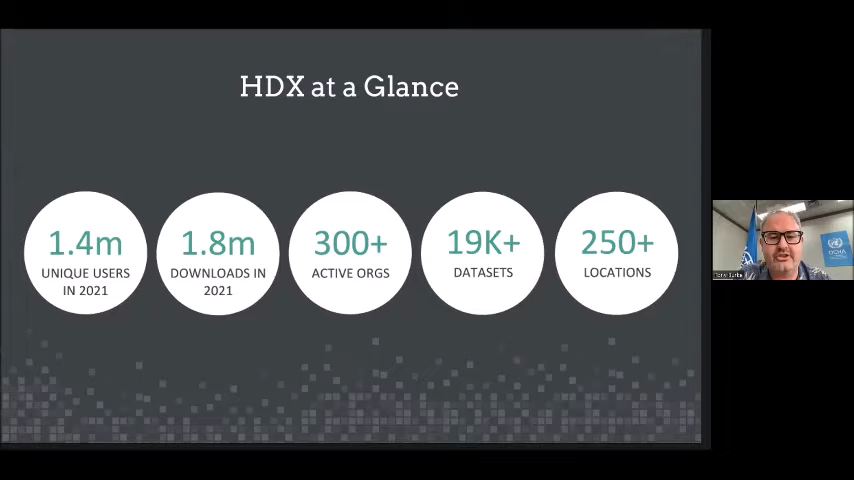 HDX at a Glance
1.4m
UNIQUE USERS
IN 2021
1.8m
DOWNLOADS IN
2021
300+
ACTIVE ORGS
19K+
DATASETS
250+
LOCATIONS
OCHA